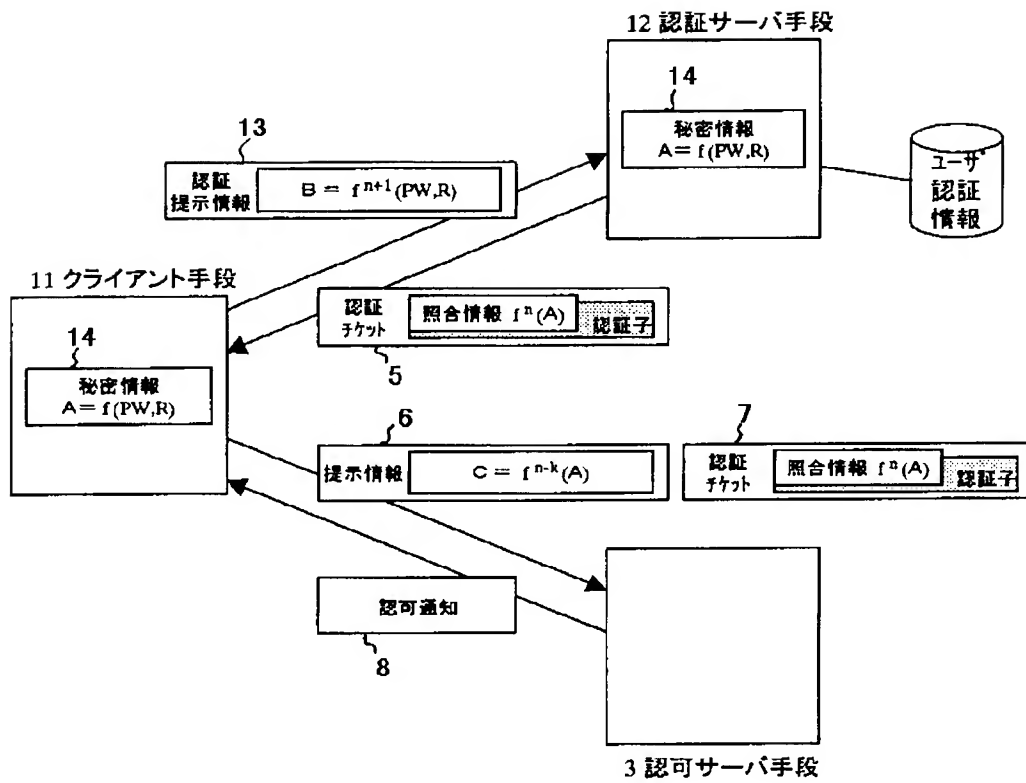 12 認証サーバ手段
14
秘密情報
A=f(PW,R)
ユーザ
認証
情報
13
認証
提示情報
B = f^{n+1}(PW,R)
11 クライアント手段
14
秘密情報
A=f(PW,R)
認証
チケット
照合情報 f^n(A)
認証子
5
6
提示情報
C = f^{n-k}(A)
7
認証
チケット
照合情報 f^n(A)
認証子
認可通知
8
3 認可サーバ手段